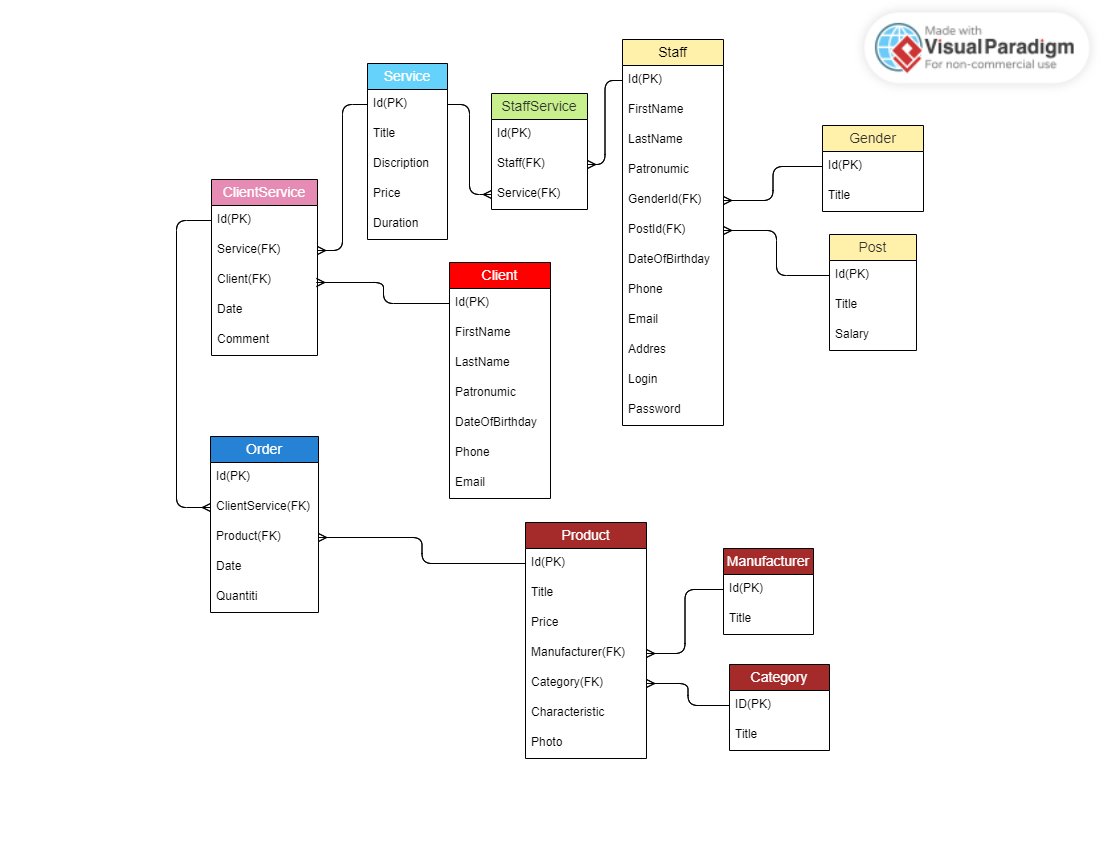 Made with
Visual Paradigm
For non-commercial use
Staff
Id(PK)
FirstName
LastName
Patronumic
GenderId(FK)
PostId(FK)
DateOfBirthday
Phone
Email
Addres
Login
Password
Service
Id(PK)
Title
Discription
Price
Duration
StaffService
Id(PK)
Staff(FK)
Service(FK)
Gender
Id(PK)
Title
Post
Id(PK)
Title
Salary
ClientService
Id(PK)
Service(FK)
Client(FK)
Date
Comment
Client
Id(PK)
FirstName
LastName
Patronumic
DateOfBirthday
Phone
Email
Order
Id(PK)
ClientService(FK)
Product(FK)
Date
Quantiti
Product
Id(PK)
Title
Price
Manufacturer(FK)
Category(FK)
Characteristic
Photo
Manufacturer
Id(PK)
Title
Category
ID(PK)
Title